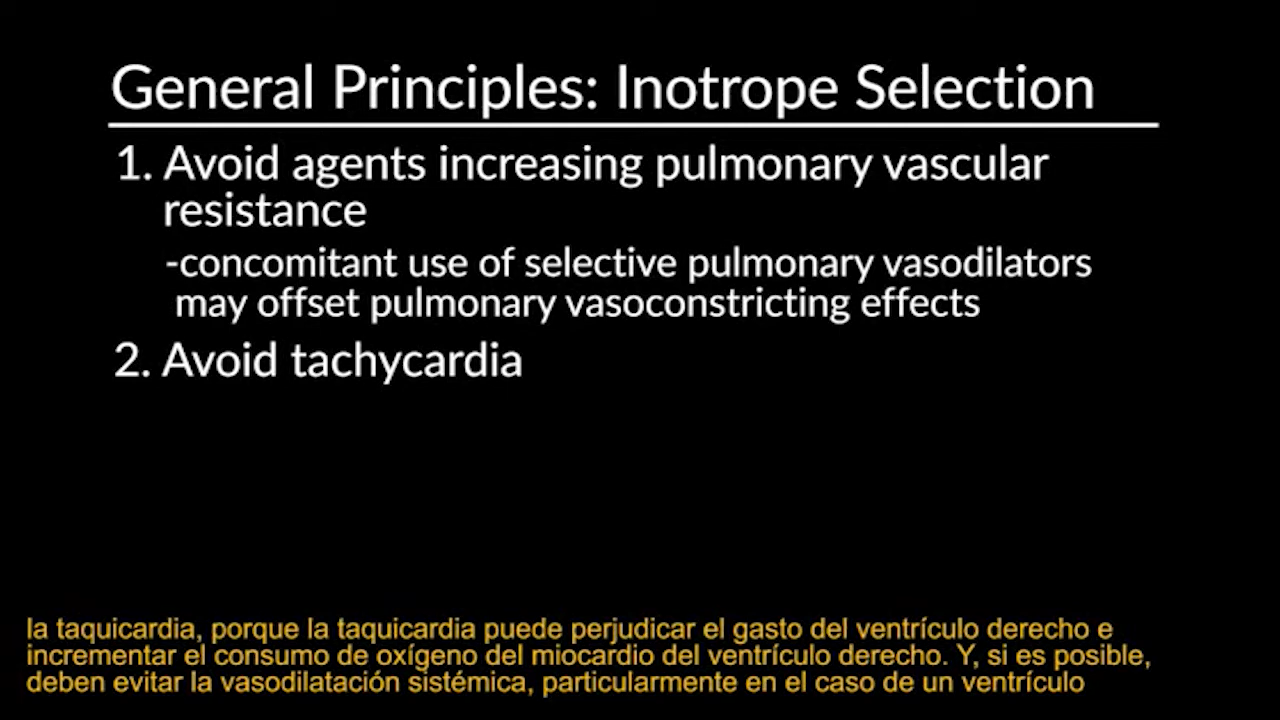 General Principles: Inotrope Selection
1. Avoid agents increasing pulmonary vascular
resistance
-concomitant use of selective pulmonary vasodilators
may offset pulmonary vasoconstricting effects
2. Avoid tachycardia
la taquicardia, porque la taquicardia puede perjudicar el gasto del ventrículo derecho e
incrementar el consumo de oxígeno del miocardio del ventrículo derecho. Y, si es posible,
deben evitar la vasodilatación sistémica, particularmente en el caso de un ventrículo